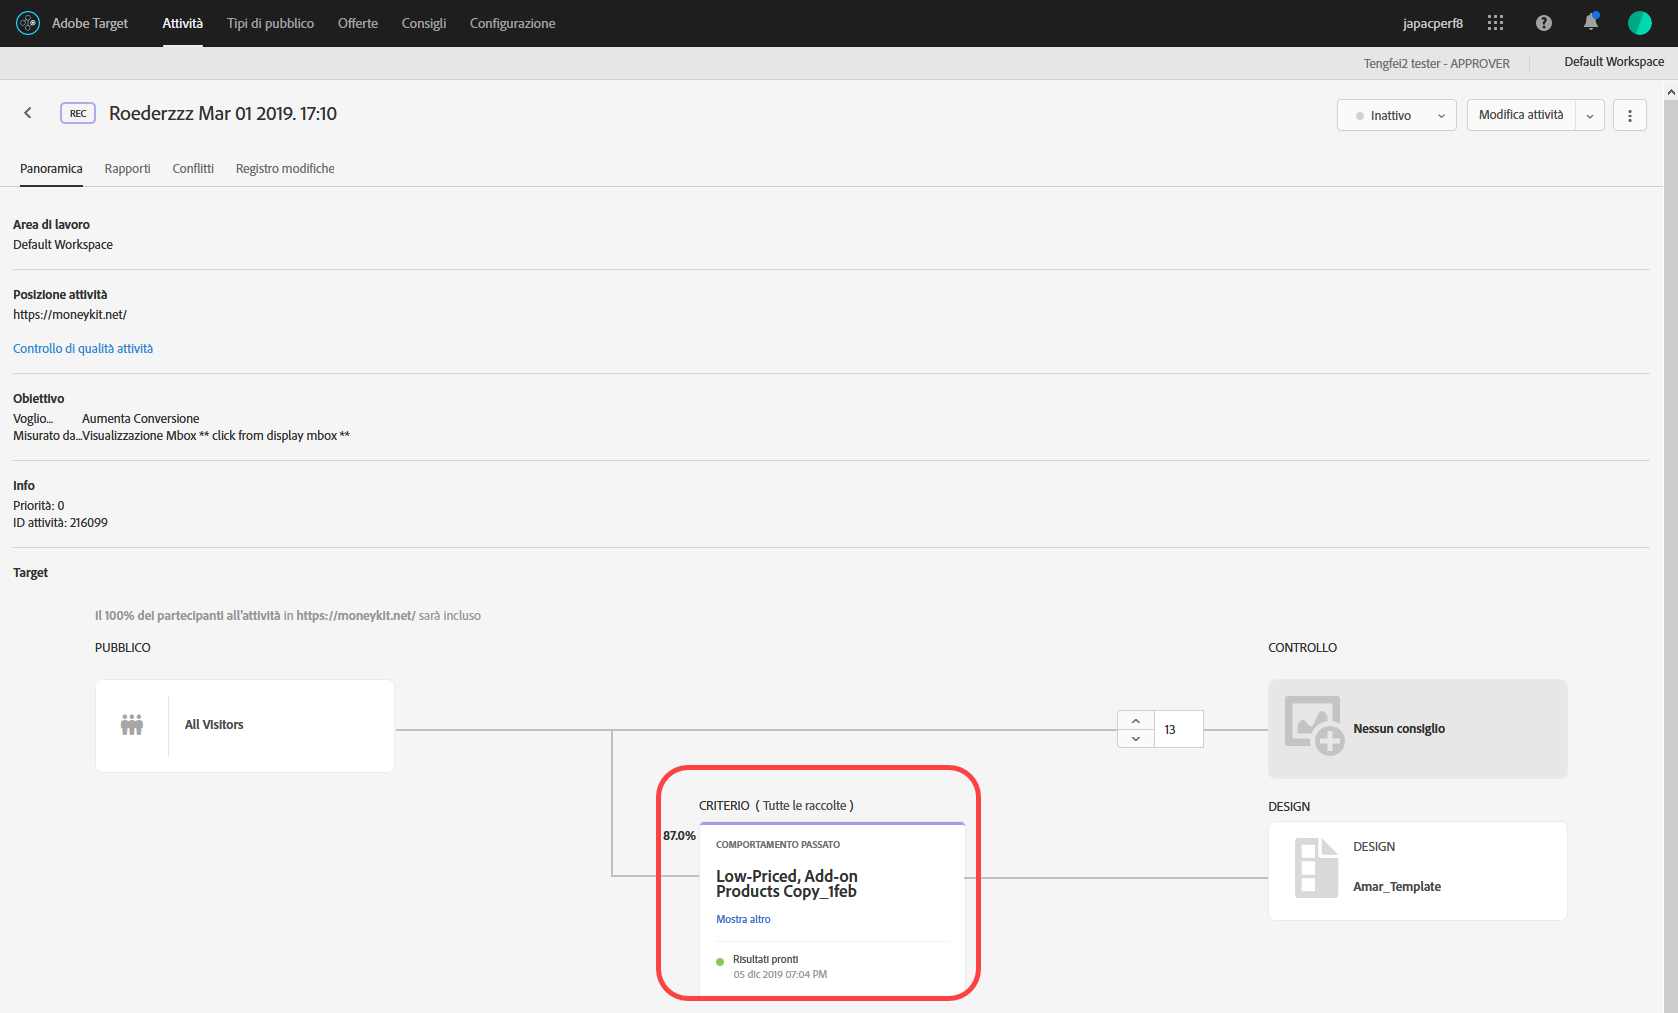 Adobe Target
Attività
Tipi di pubblico
Offerte
Consigli
Configurazione
japacperf8
Tengfei2 tester - APPROVER
Default Workspace
REC
Roederzzz Mar 01 2019. 17:10
Inattivo
Modifica attività
Panoramica
Rapporti
Conflitti
Registro modifiche
Area di lavoro
Default Workspace
Posizione attività
https://moneykit.net/
Controllo di qualità attività
Obiettivo
Voglio... Aumenta Conversione
Misurato da...Visualizzazione Mbox ** click from display mbox **
Info
Priorità: 0
ID attività: 216099
Target
Il 100% dei partecipanti all'attività in https://moneykit.net/ sarà incluso
PUBBLICO
CONTROLLO
All Visitors
13
Nessun consiglio
CRITERIO ( Tutte le raccolte )
DESIGN
87.0%
COMPORTAMENTO PASSATO
DESIGN
Low-Priced, Add-on
Products Copy_1feb
Amar_Template
Mostra altro
Risultati pronti
05 dic 2019 07:04 PM